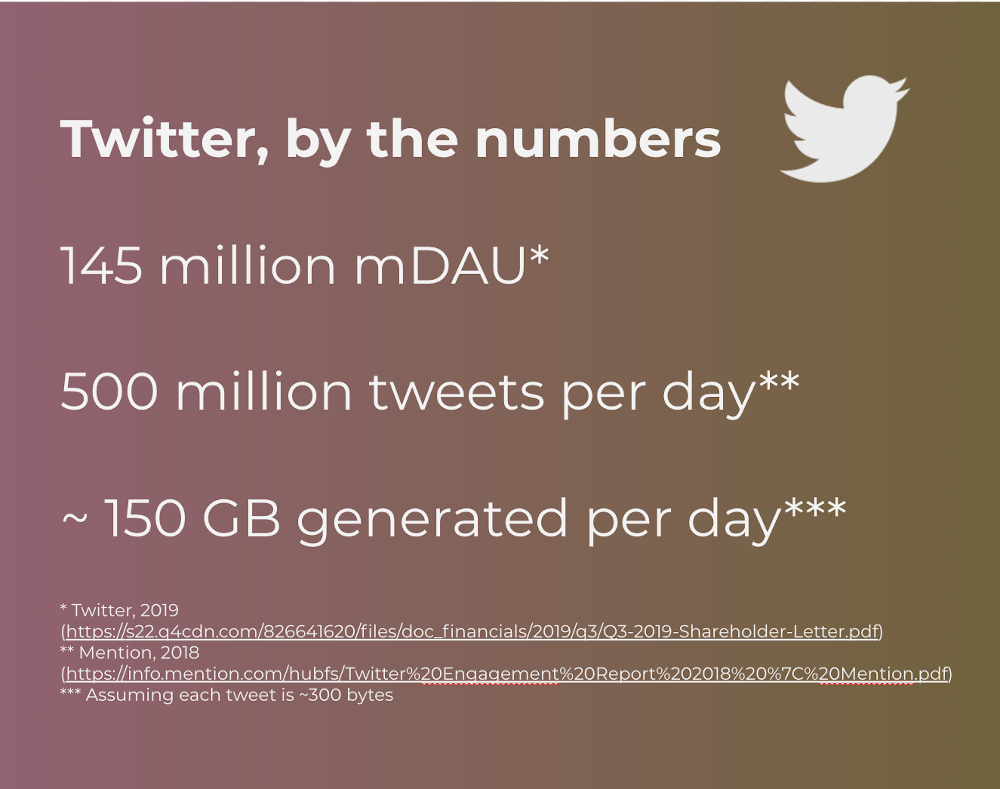 Twitter, by the numbers
145 million mDAU*
500 million tweets per day**
~ 150 GB generated per day***
* Twitter, 2019
(https://s22.q4cdn.com/826641620/files/doc_financials/2019/q3/Q3-2019-Shareholder-Letter.pdf)
** Mention, 2018
(https://info.mention.com/hubfs/Twitter%20Engagement%20Report%202018%20%7C%20Mention.pdf)
*** Assuming each tweet is ~300 bytes